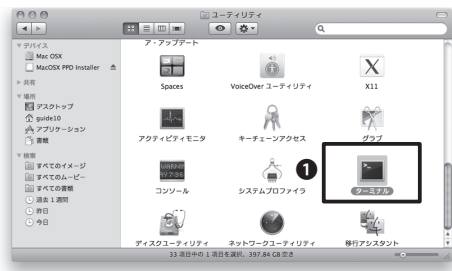 ユーティリティ
デバイス
Mac OSX
MacOSX PPD Installer
共有
場所
デスクトップ
guide10
アプリケーション
書類
検索
すべてのイメージ
すべてのムービー
すべての書類
過去 1 週間
昨日
今日
ア・アップデート
Spaces
VoiceOver ユーティリティ
X11
アクティビティモニタ
キーチェーンアクセス
グラブ
コンソール
システムプロファイラ
❶
ターミナル
ディスクユーティリティ
ネットワークユーティリティ
移行アシスタント
33 項目中の 1 項目を選択、397.84 GB 空き